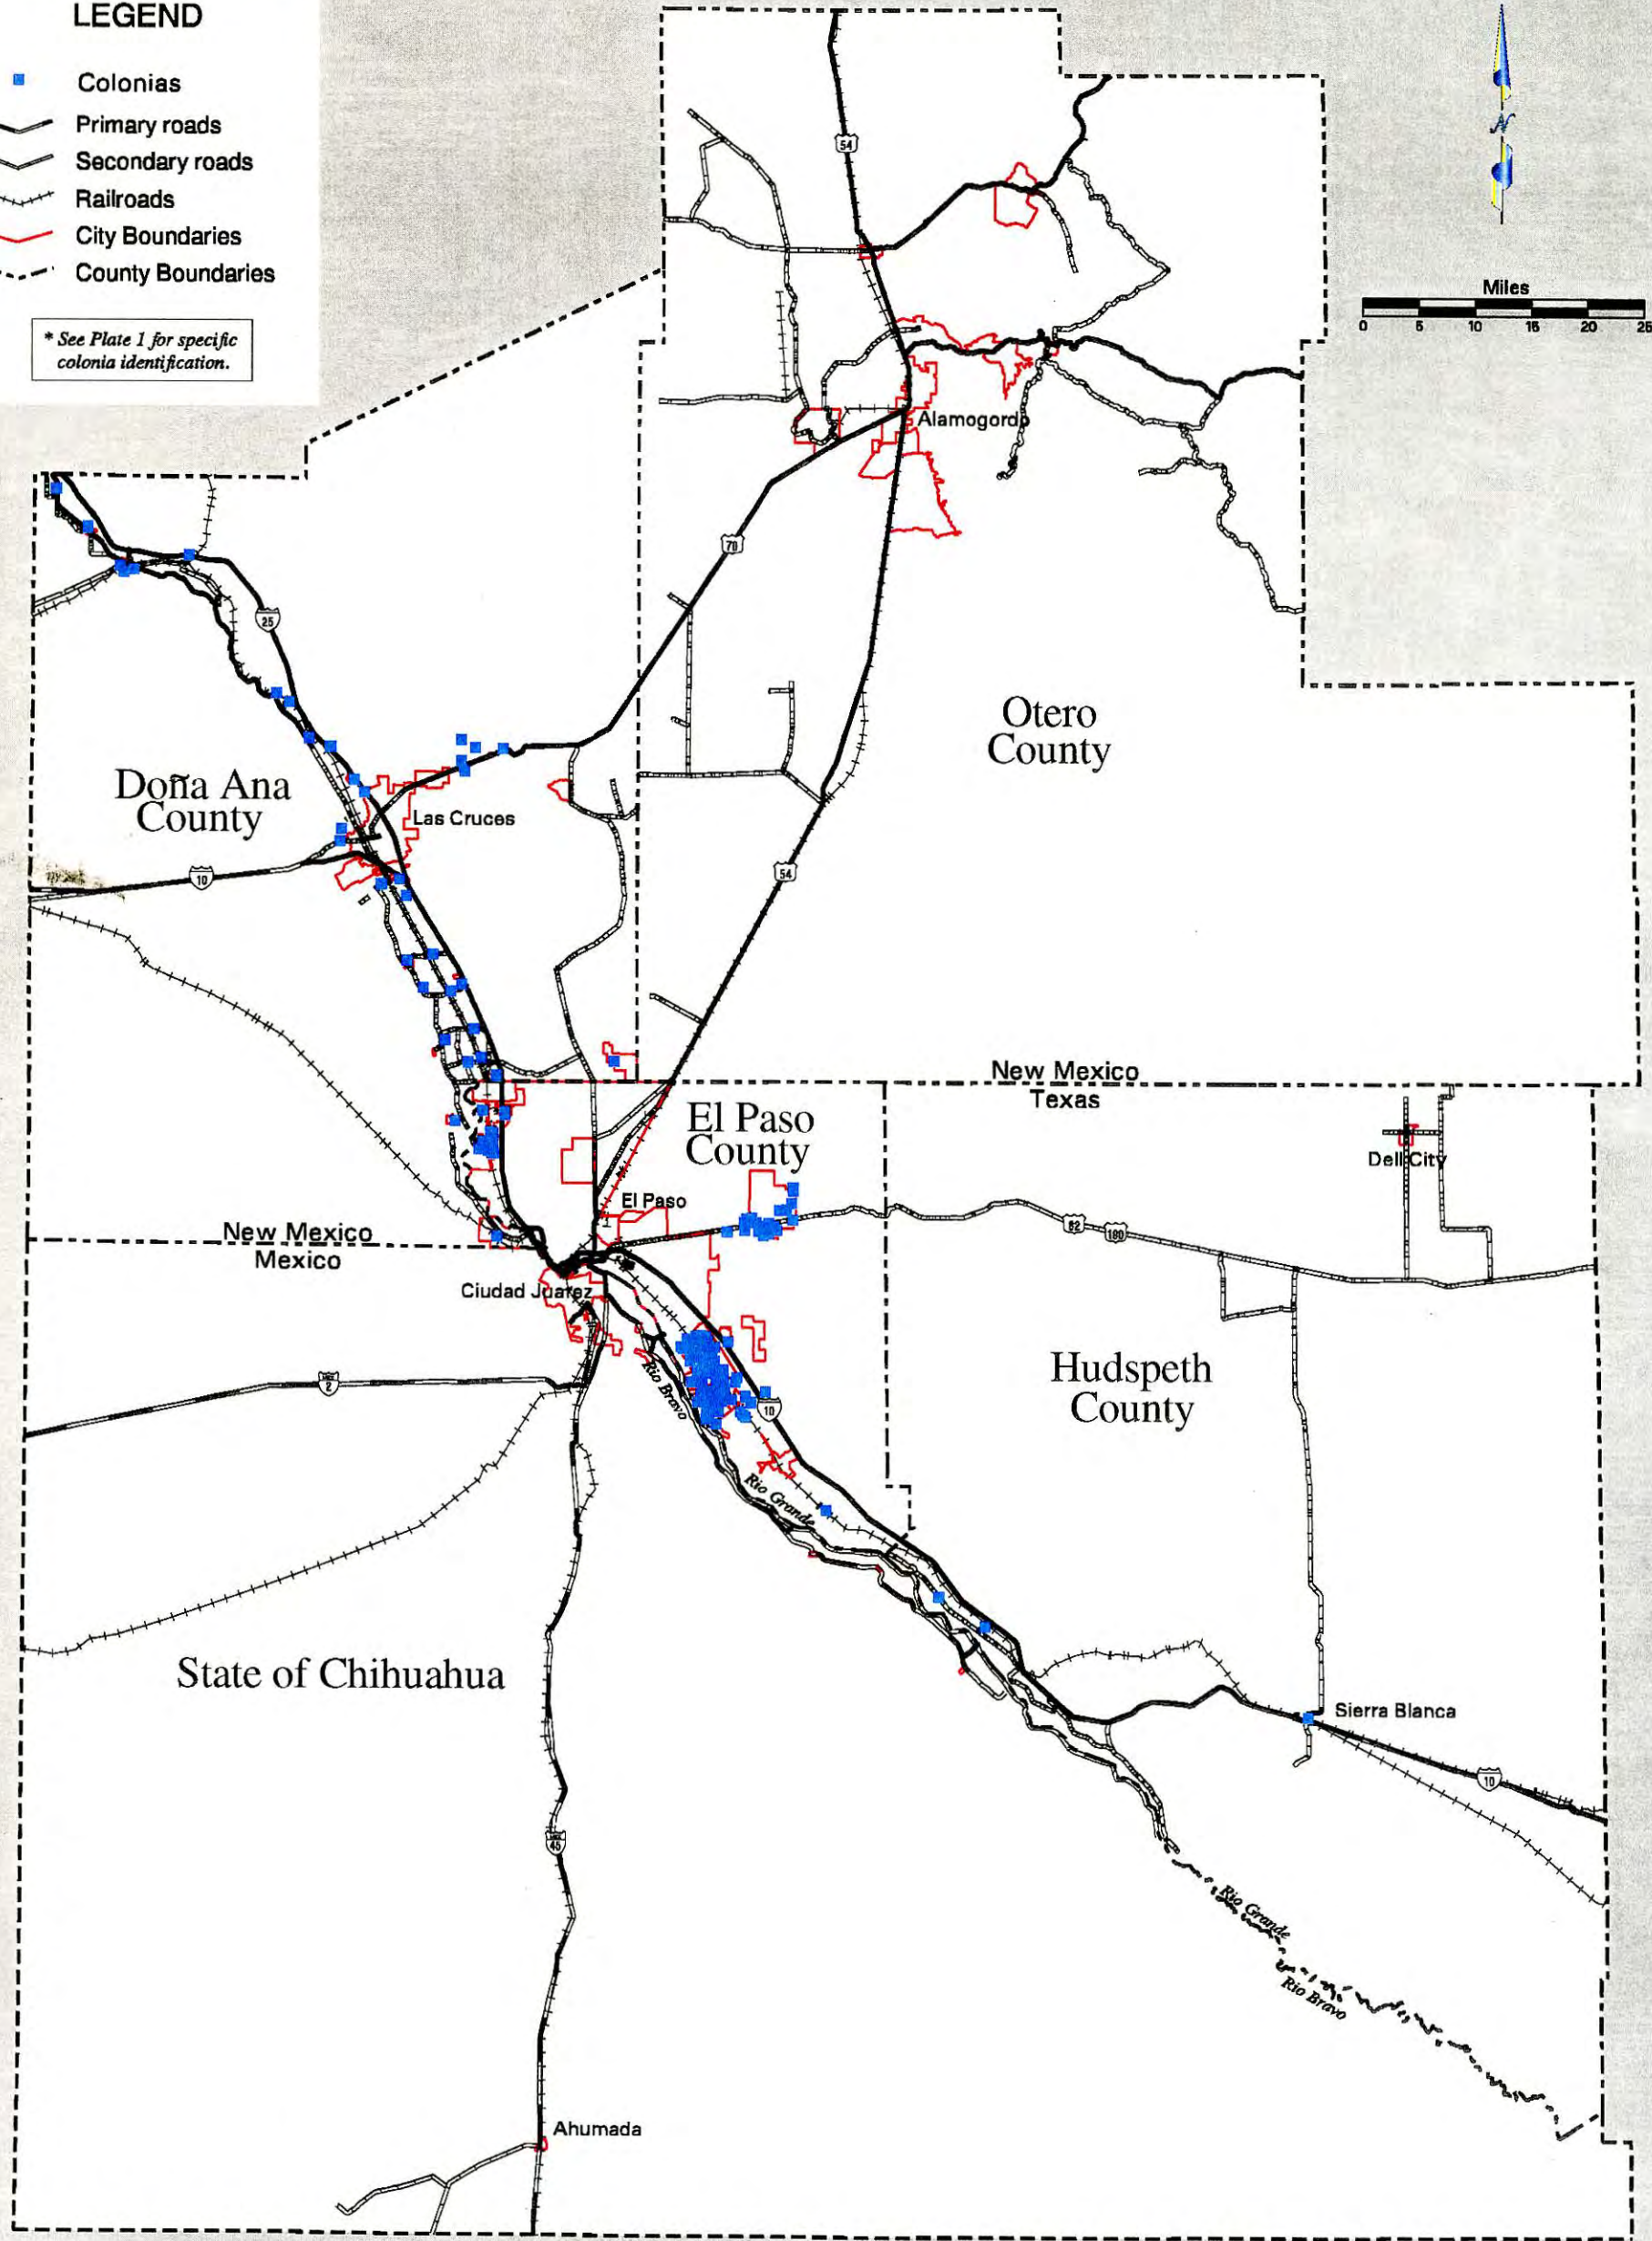 LEGEND
Colonias
Primary roads
Secondary roads
Railroads
City Boundaries
County Boundaries
* See Plate 1 for specific
colonia identification.
N
Miles
0 5 10 15 20 25
54
Alamogordo
70
25
Otero
County
Doña Ana
County
Las Cruces
10
54
New Mexico
Texas
El Paso
County
Dell City
El Paso
62
180
New Mexico
Mexico
Ciudad Juarez
Hudspeth
County
2
Rio Bravo
10
Rio Grande
State of Chihuahua
Sierra Blanca
10
45
Rio Grande
Rio Bravo
Ahumada